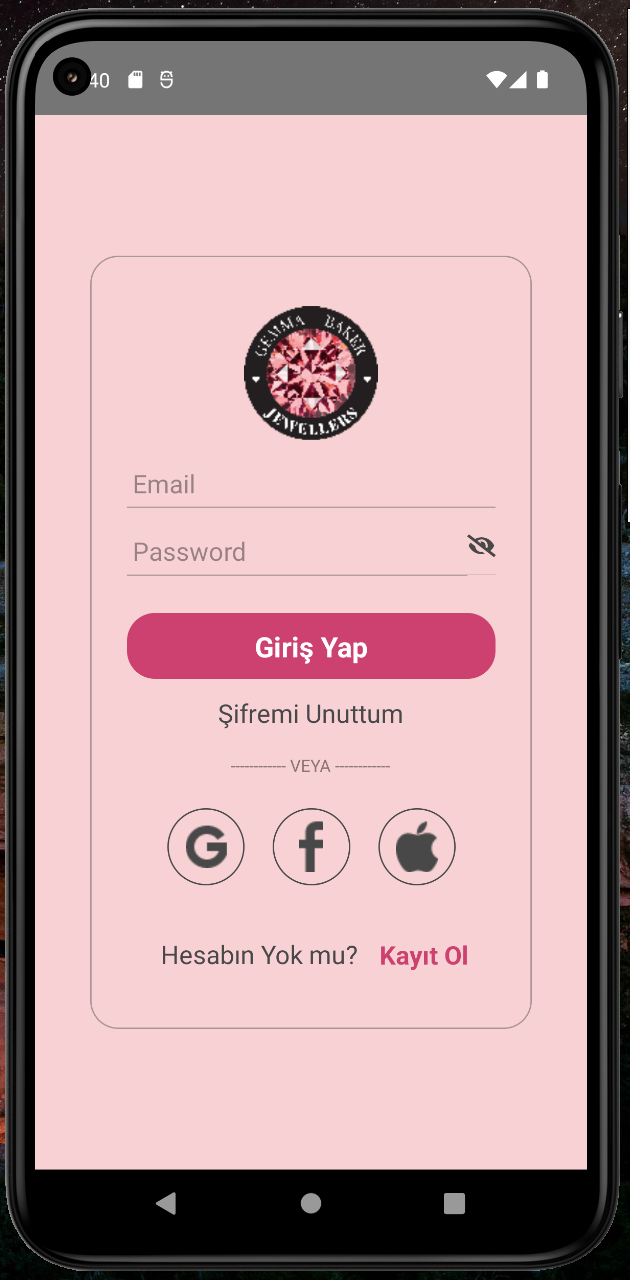 40
GEMMA BAKER
JEWELLERS
Email
Password
Giriş Yap
Şifremi Unuttum
------------ VEYA ------------
Hesabın Yok mu? Kayıt Ol